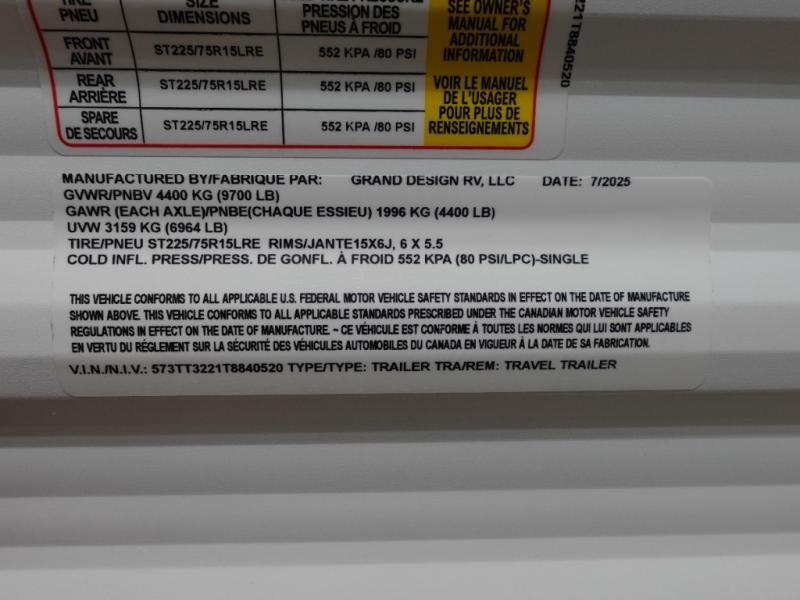 PNEU
SIZE
DIMENSIONS
PRESSION DES
PNEUS À FROID
SEE OWNER'S
MANUAL FOR
ADDITIONAL
INFORMATION
FRONT
AVANT
ST225/75R15LRE
552 KPA /80 PSI
REAR
ARRIÈRE
ST225/75R15LRE
552 KPA /80 PSI
SPARE
DE SECOURS
ST225/75R15LRE
552 KPA /80 PSI
VOIR LE MANUEL
DE L'USAGER
POUR PLUS DE
RENSEIGNEMENTS
221T8840520
MANUFACTURED BY/FABRIQUE PAR: GRAND DESIGN RV, LLC DATE: 7/2025
GVWR/PNBV 4400 KG (9700 LB)
GAWR (EACH AXLE)/PNBE(CHAQUE ESSIEU) 1996 KG (4400 LB)
UVW 3159 KG (6964 LB)
TIRE/PNEU ST225/75R15LRE RIMS/JANTE15X6J, 6 X 5.5
COLD INFL. PRESS/PRESS. DE GONFL. À FROID 552 KPA (80 PSI/LPC)-SINGLE
THIS VEHICLE CONFORMS TO ALL APPLICABLE U.S. FEDERAL MOTOR VEHICLE SAFETY STANDARDS IN EFFECT ON THE DATE OF MANUFACTURE
SHOWN ABOVE. THIS VEHICLE CONFORMS TO ALL APPLICABLE STANDARDS PRESCRIBED UNDER THE CANADIAN MOTOR VEHICLE SAFETY
REGULATIONS IN EFFECT ON THE DATE OF MANUFACTURE. ~ CE VÉHICULE EST CONFORME À TOUTES LES NORMES QUI LUI SONT APPLICABLES
EN VERTU DU RÉGLEMENT SUR LA SÉCURITÉ DES VÉHICULES AUTOMOBILES DU CANADA EN VIGUEUR À LA DATE DE SA FABRICATION.
V.I.N./N.I.V.: 573TT3221T8840520 TYPE/TYPE: TRAILER TRA/REM: TRAVEL TRAILER